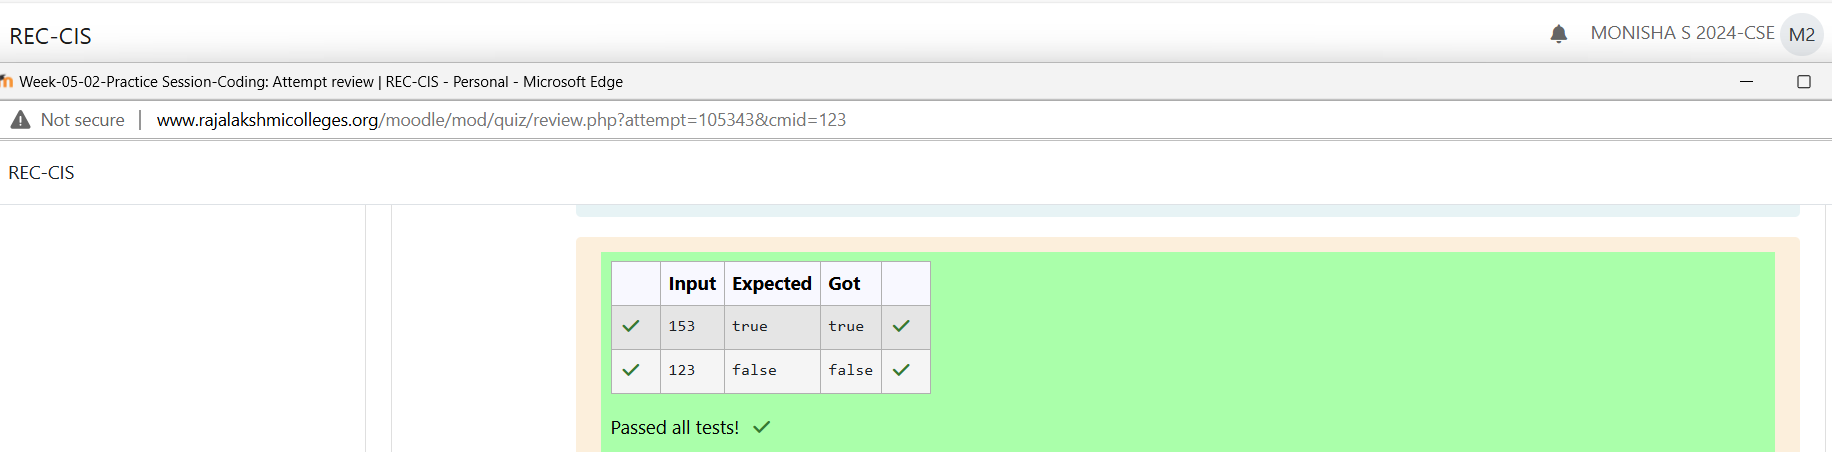 REC-CIS
MONISHA S 2024-CSE M2
Week-05-02-Practice Session-Coding: Attempt review | REC-CIS - Personal - Microsoft Edge
Not secure | www.rajalakshmicolleges.org/moodle/mod/quiz/review.php?attempt=105343&cmid=123
REC-CIS
Input Expected Got
153 true true
123 false false
Passed all tests!